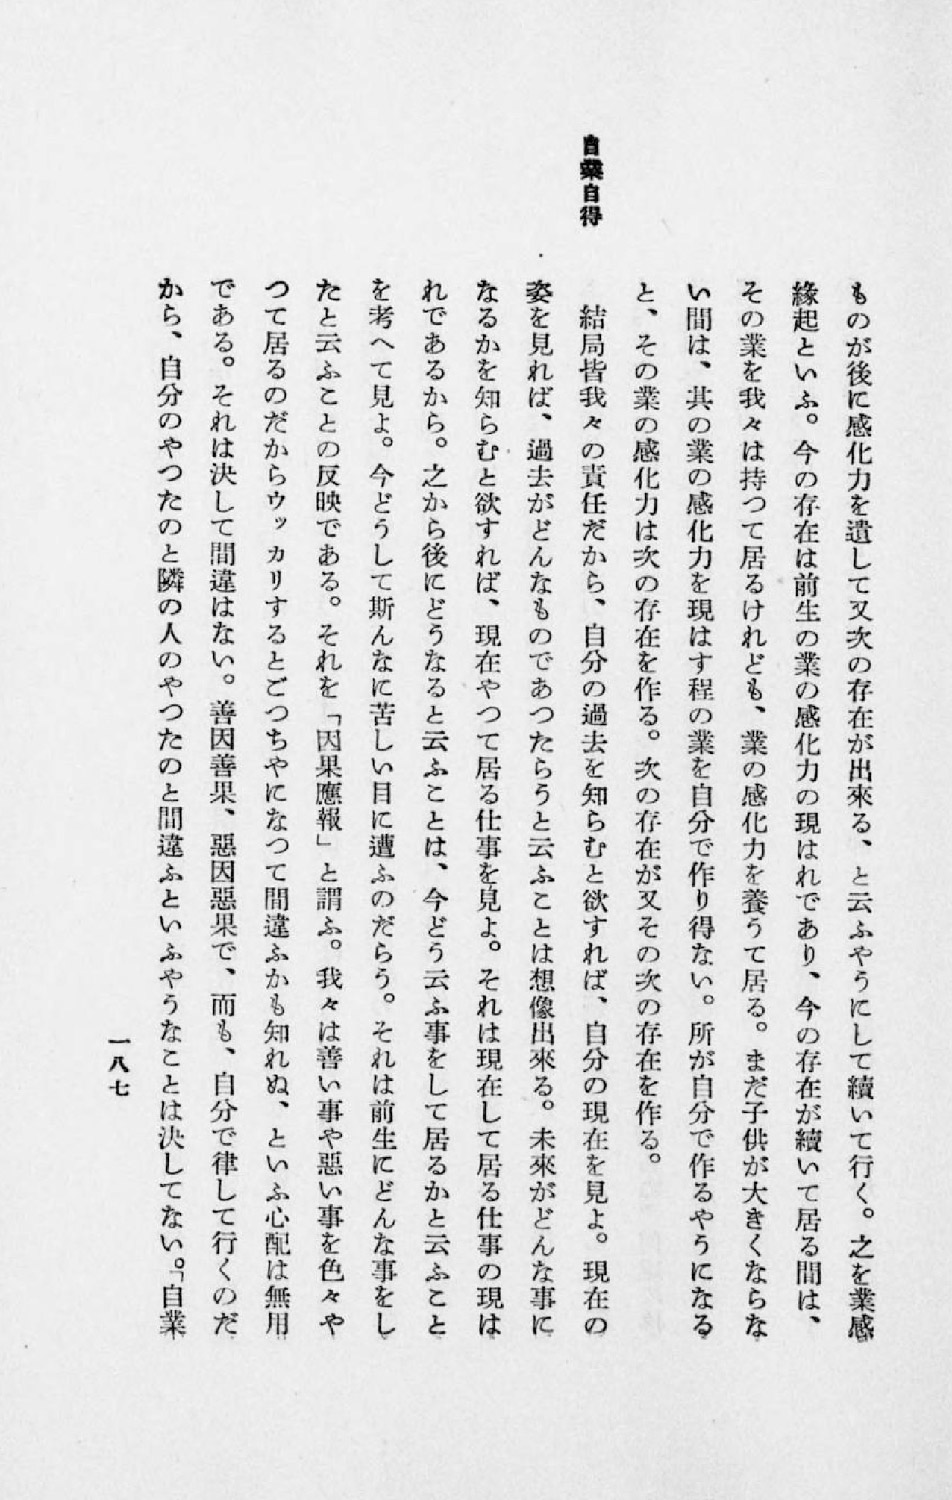 自業自得
ものが後に感化力を遺して又次の存在が出來る、と云ふやうにして續いて行く。之を業感
緣起といふ。今の存在は前生の業の感化力の現はれであり、今の存在が續いて居る間は、
その業を我々は持つて居るけれども、業の感化力を養うて居る。まだ子供が大きくならな
い間は、其の業の感化力を現はす程の業を自分で作り得ない。所が自分で作るやうになる
と、その業の感化力は次の存在を作る。次の存在が又その次の存在を作る。
結局皆我々の責任だから、自分の過去を知らむと欲すれば、自分の現在を見よ。現在の
姿を見れば、過去がどんなものであつたらうと云ふことは想像出來る。未來がどんな事に
なるかを知らむと欲すれば、現在やつて居る仕事を見よ。それは現在して居る仕事の現は
れであるから。之から後にどうなると云ふことは、今どう云ふ事をして居るかと云ふこと
を考へて見よ。今どうして斯んなに苦しい目に遭ふのだらう。それは前生にどんな事をし
たと云ふことの反映である。それを「因果應報」と謂ふ。我々は善い事や惡い事を色々や
つて居るのだからウッカリするとごつちやになつて間違ふかも知れぬ、といふ心配は無用
である。それは決して間違はない。善因善果、惡因惡果で、而も、自分で律して行くのだ
から、自分のやつたのと隣の人のやつたのと間違ふといふやうなことは決してない。「自業
一八七